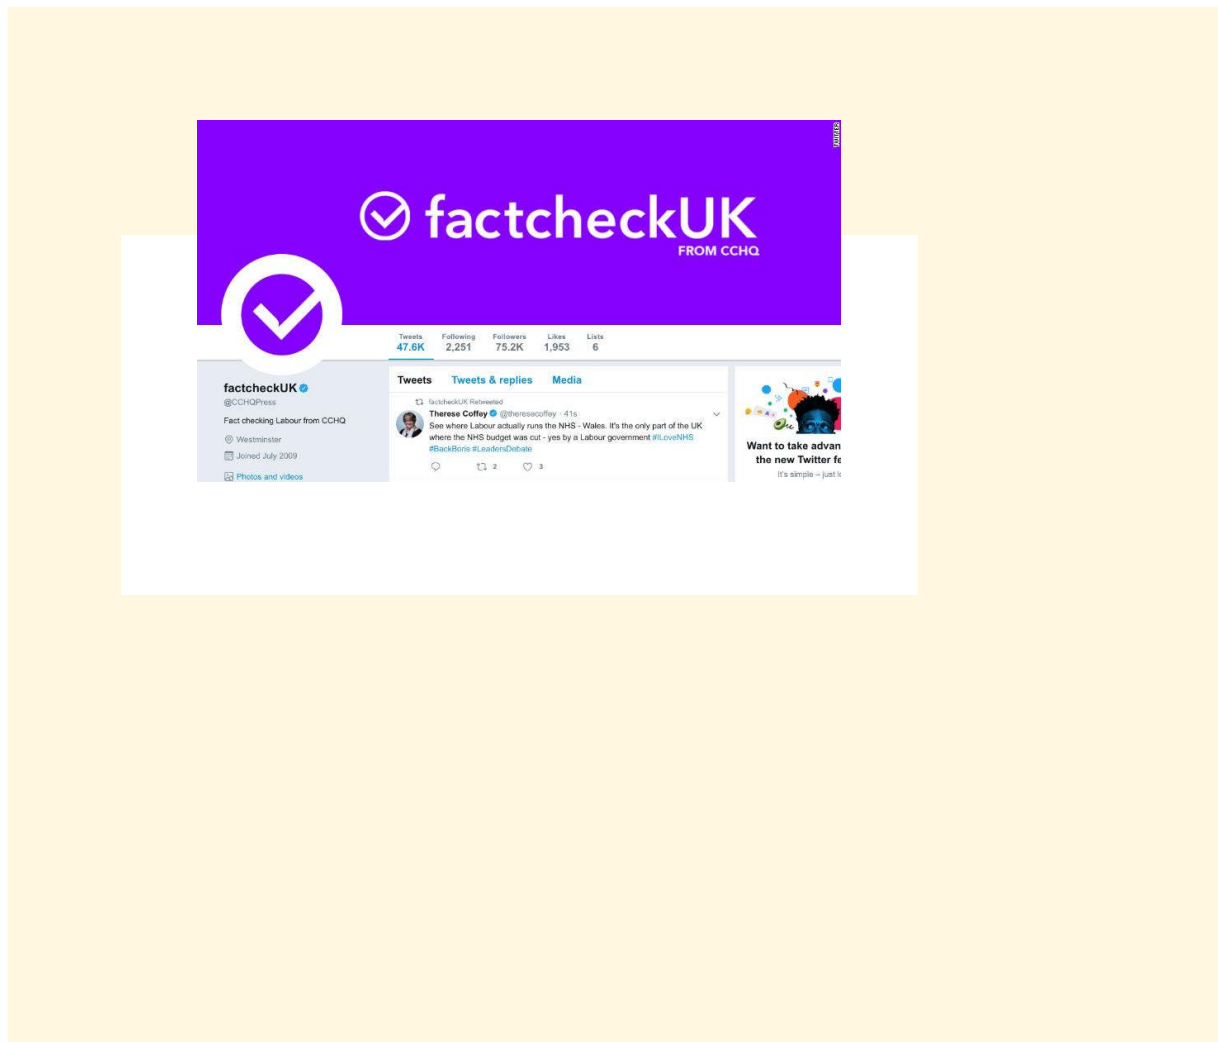 TWITTER
factcheckUK
FROM CCHQ
Tweets Following Followers Likes Lists
47.6K 2,251 75.2K 1,953 6
factcheckUK
@CCHQPress
Fact checking Labour from CCHQ
Westminster
Joined July 2009
Photos and videos
Tweets Tweets & replies Media
factcheckUK Retweeted
Therese Coffey @theresecoffey · 41s
See where Labour actually runs the NHS - Wales. It's the only part of the UK
where the NHS budget was cut - yes by a Labour government #ILoveNHS
#BackBoris #LeadersDebate
2 3
Want to take advan
the new Twitter fe
It's simple – just lo